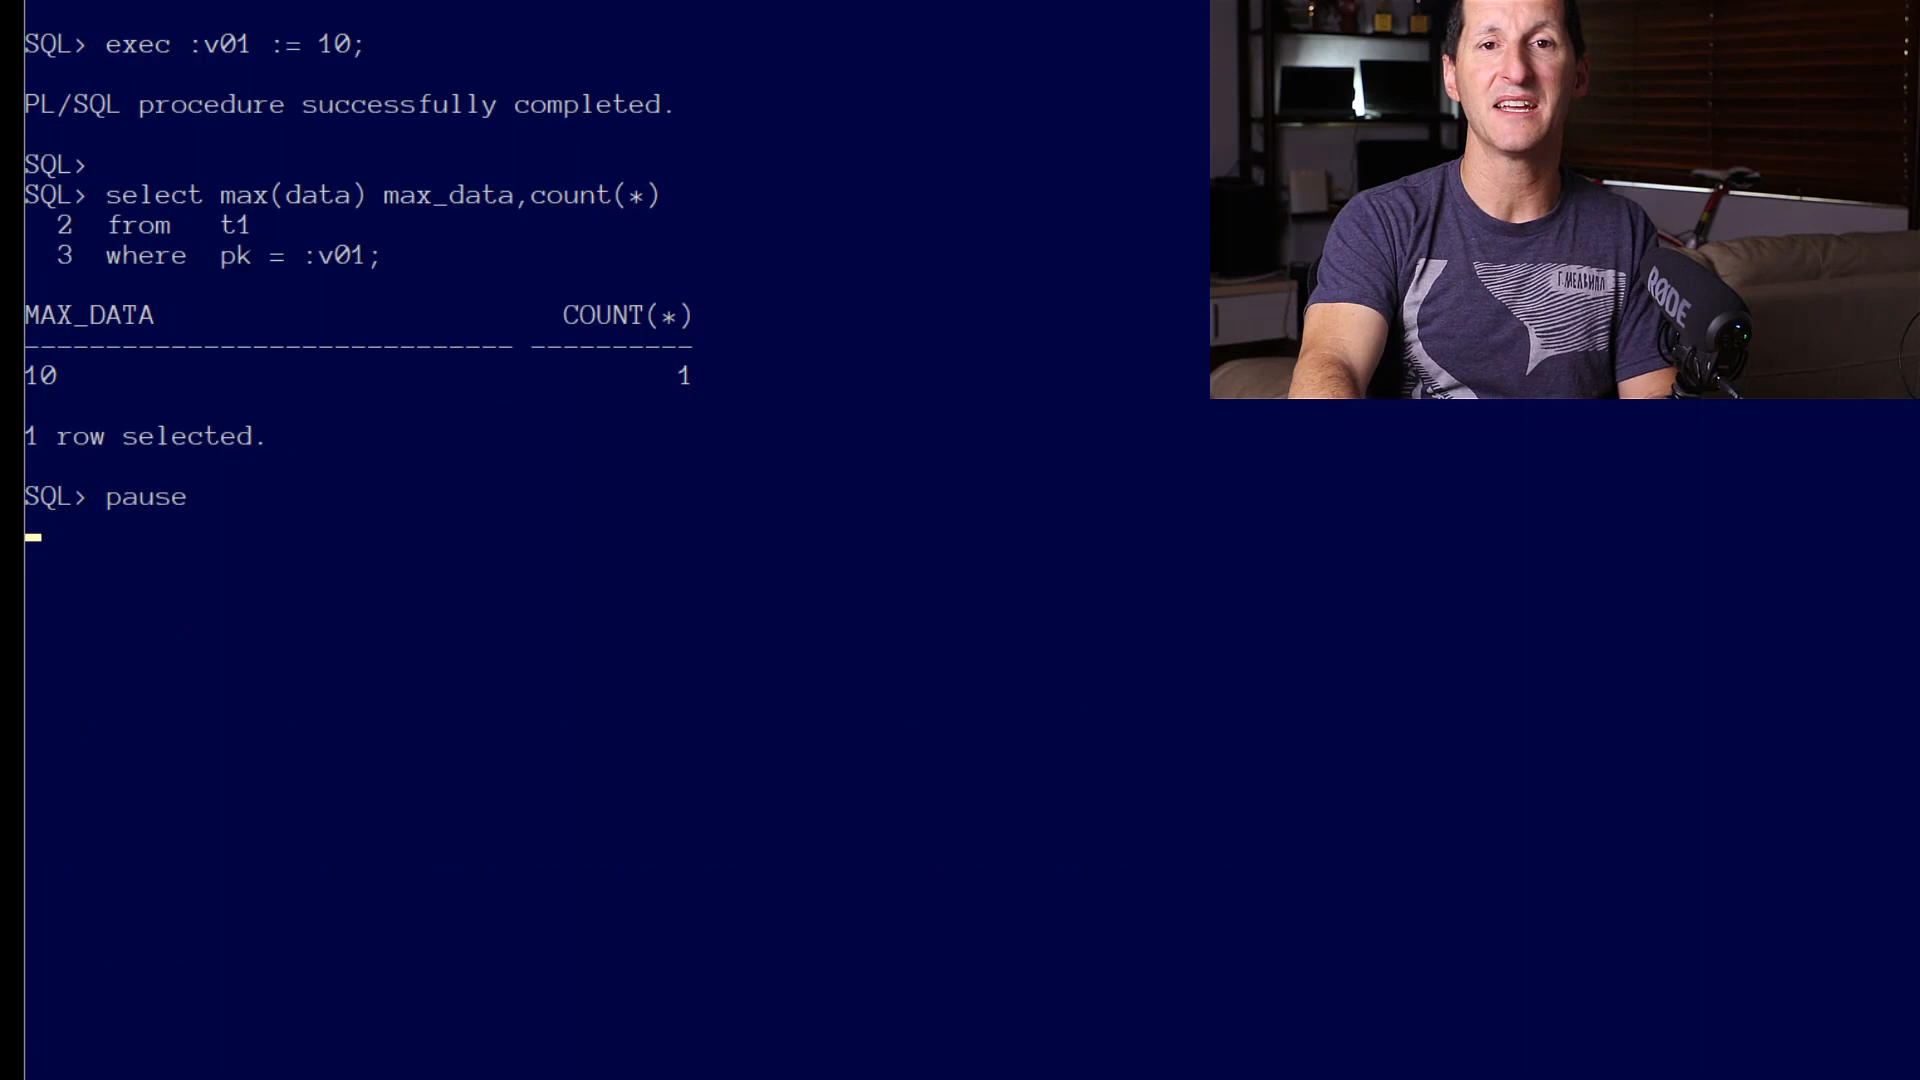 SQL> exec :v01 := 10;
PL/SQL procedure successfully completed.
SQL>
SQL> select max(data) max_data,count(*)
  2  from   t1
  3  where  pk = :v01;
MAX_DATA                         COUNT(*)
------------------------------ ----------
10                                      1
1 row selected.
SQL> pause
Г.МЕЛВИЛЛ
RØDE